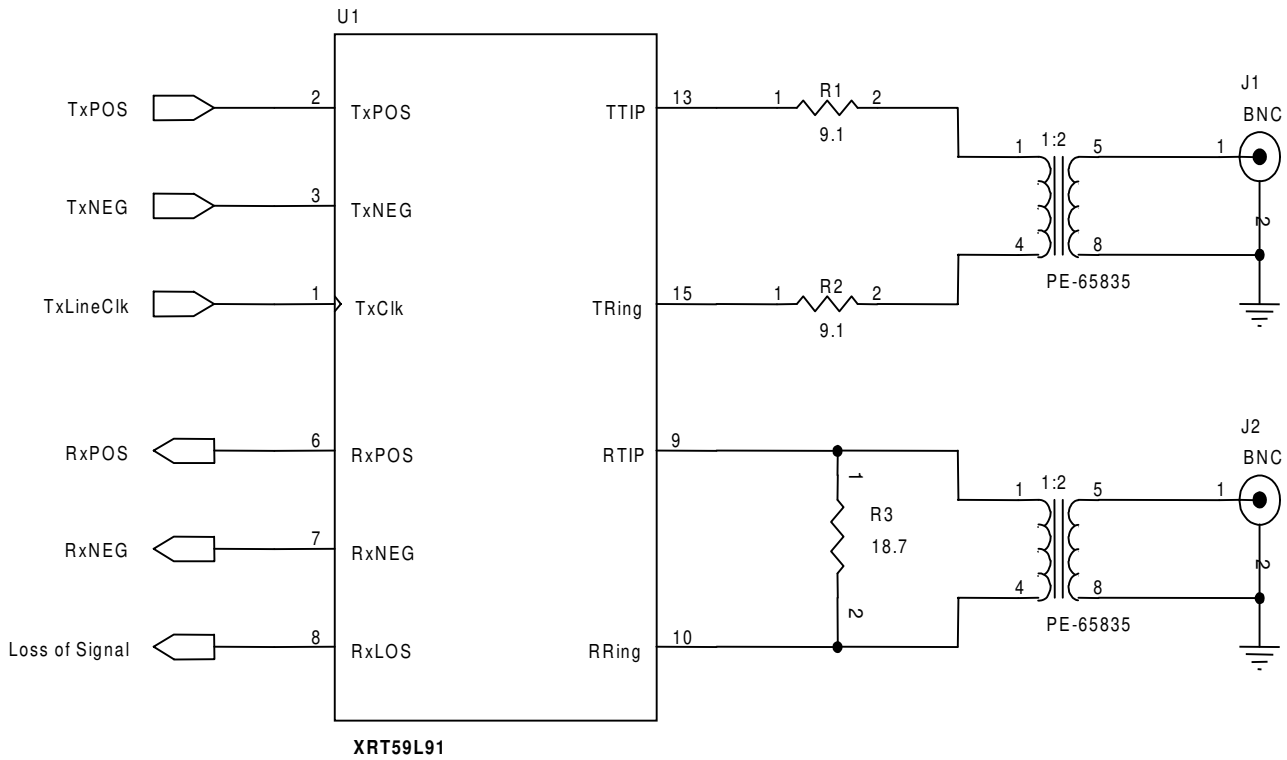 U1
TxPOS 2 TxPOS TTIP 13 1 R1 2
9.1
J1
BNC
1 1:2 5 1
2
TxNEG 3 TxNEG
4 8
PE-65835
TxLineClk 1 TxClk TRing 15 1 R2 2
9.1
RxPOS 6 RxPOS RTIP 9
J2
BNC
1 1:2 5 1
1
R3
18.7
2
RxNEG 7 RxNEG
2
4 8
PE-65835
Loss of Signal 8 RxLOS RRing 10
XRT59L91